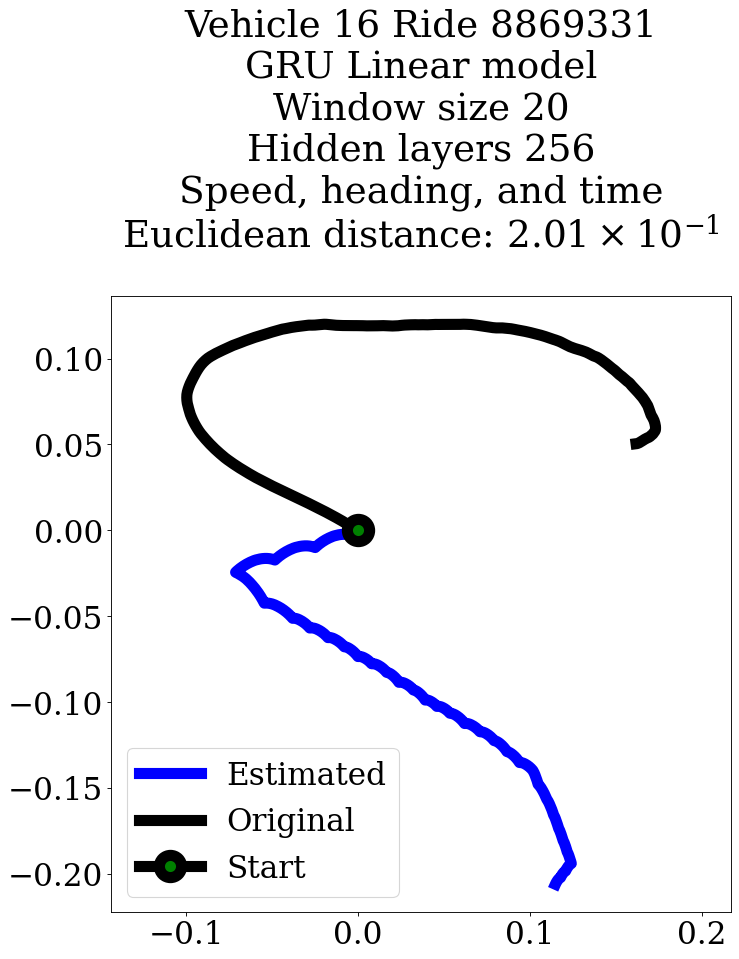 Vehicle 16 Ride 8869331
GRU Linear model
Window size 20
Hidden layers 256
Speed, heading, and time
Euclidean distance: 2.01 × 10⁻¹
0.10
0.05
0.00
−0.05
−0.10
−0.15
−0.20
Estimated
Original
Start
−0.1 0.0 0.1 0.2